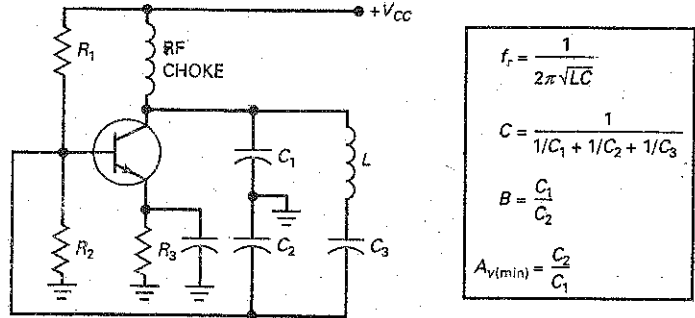 +V_CC
R_1
RF
CHOKE
C_1
L
R_2
R_3
C_2
C_3
f_r = 1 / 2π√LC
C = 1 / 1/C_1 + 1/C_2 + 1/C_3
B = C_1 / C_2
A_v(min) = C_2 / C_1